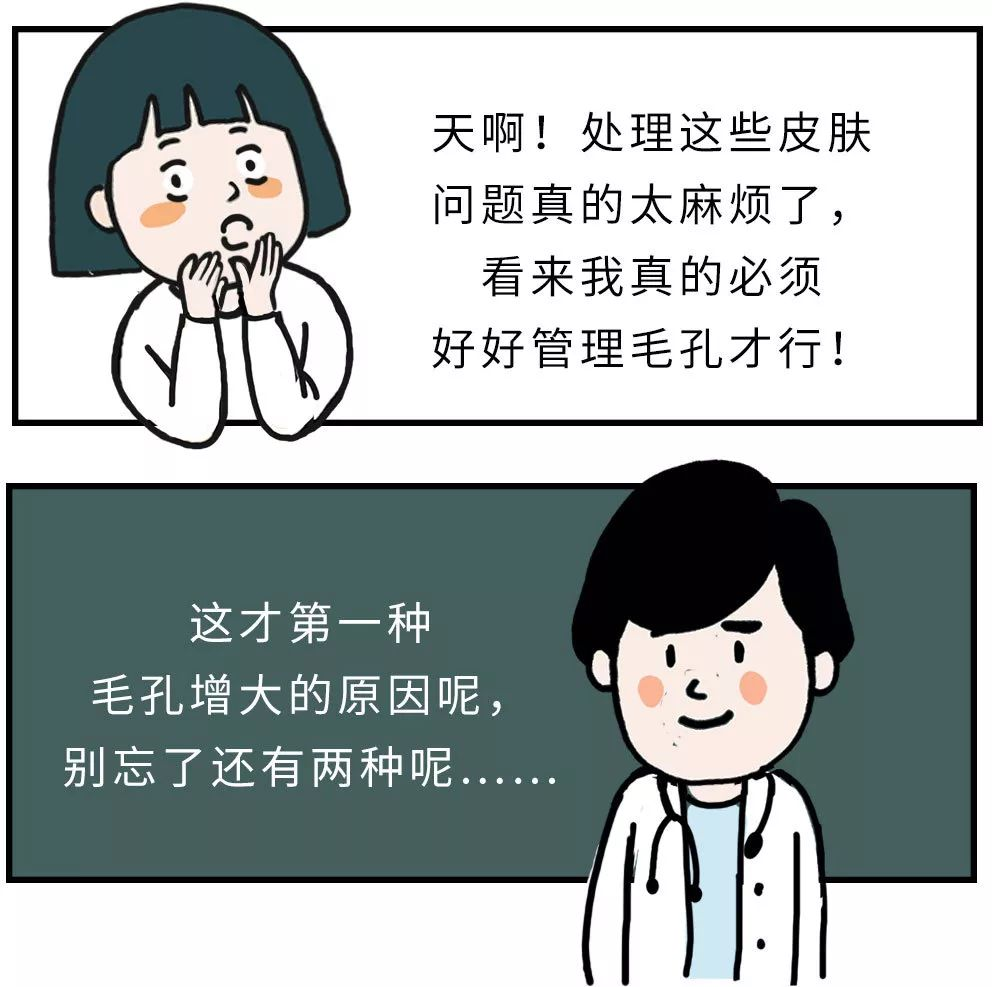 天啊！处理这些皮肤
问题真的太麻烦了，
看来我真的必须
好好管理毛孔才行！
这才第一种
毛孔增大的原因呢，
别忘了还有两种呢……